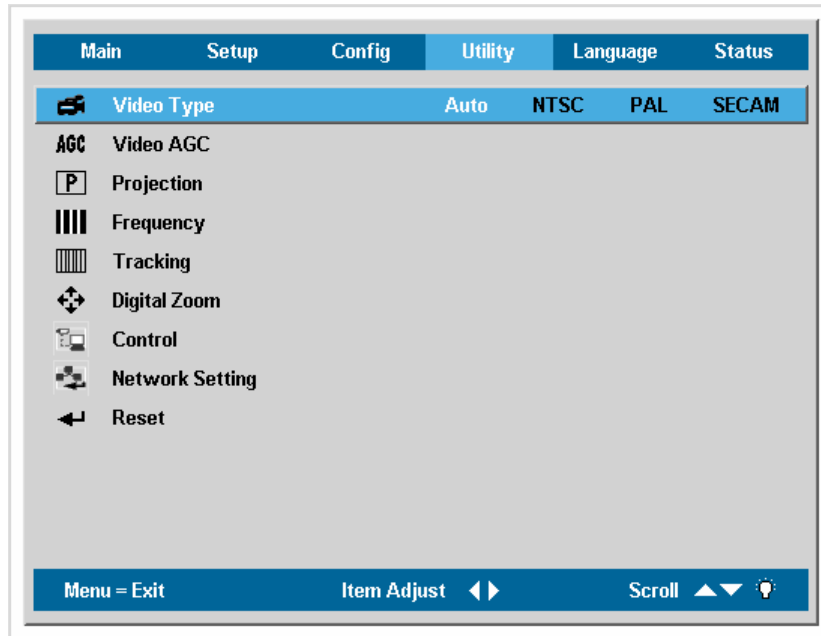 Main Setup Config Utility Language Status
Video Type Auto NTSC PAL SECAM
AGC Video AGC
P Projection
Frequency
Tracking
Digital Zoom
Control
Network Setting
Reset
Menu = Exit Item Adjust Scroll